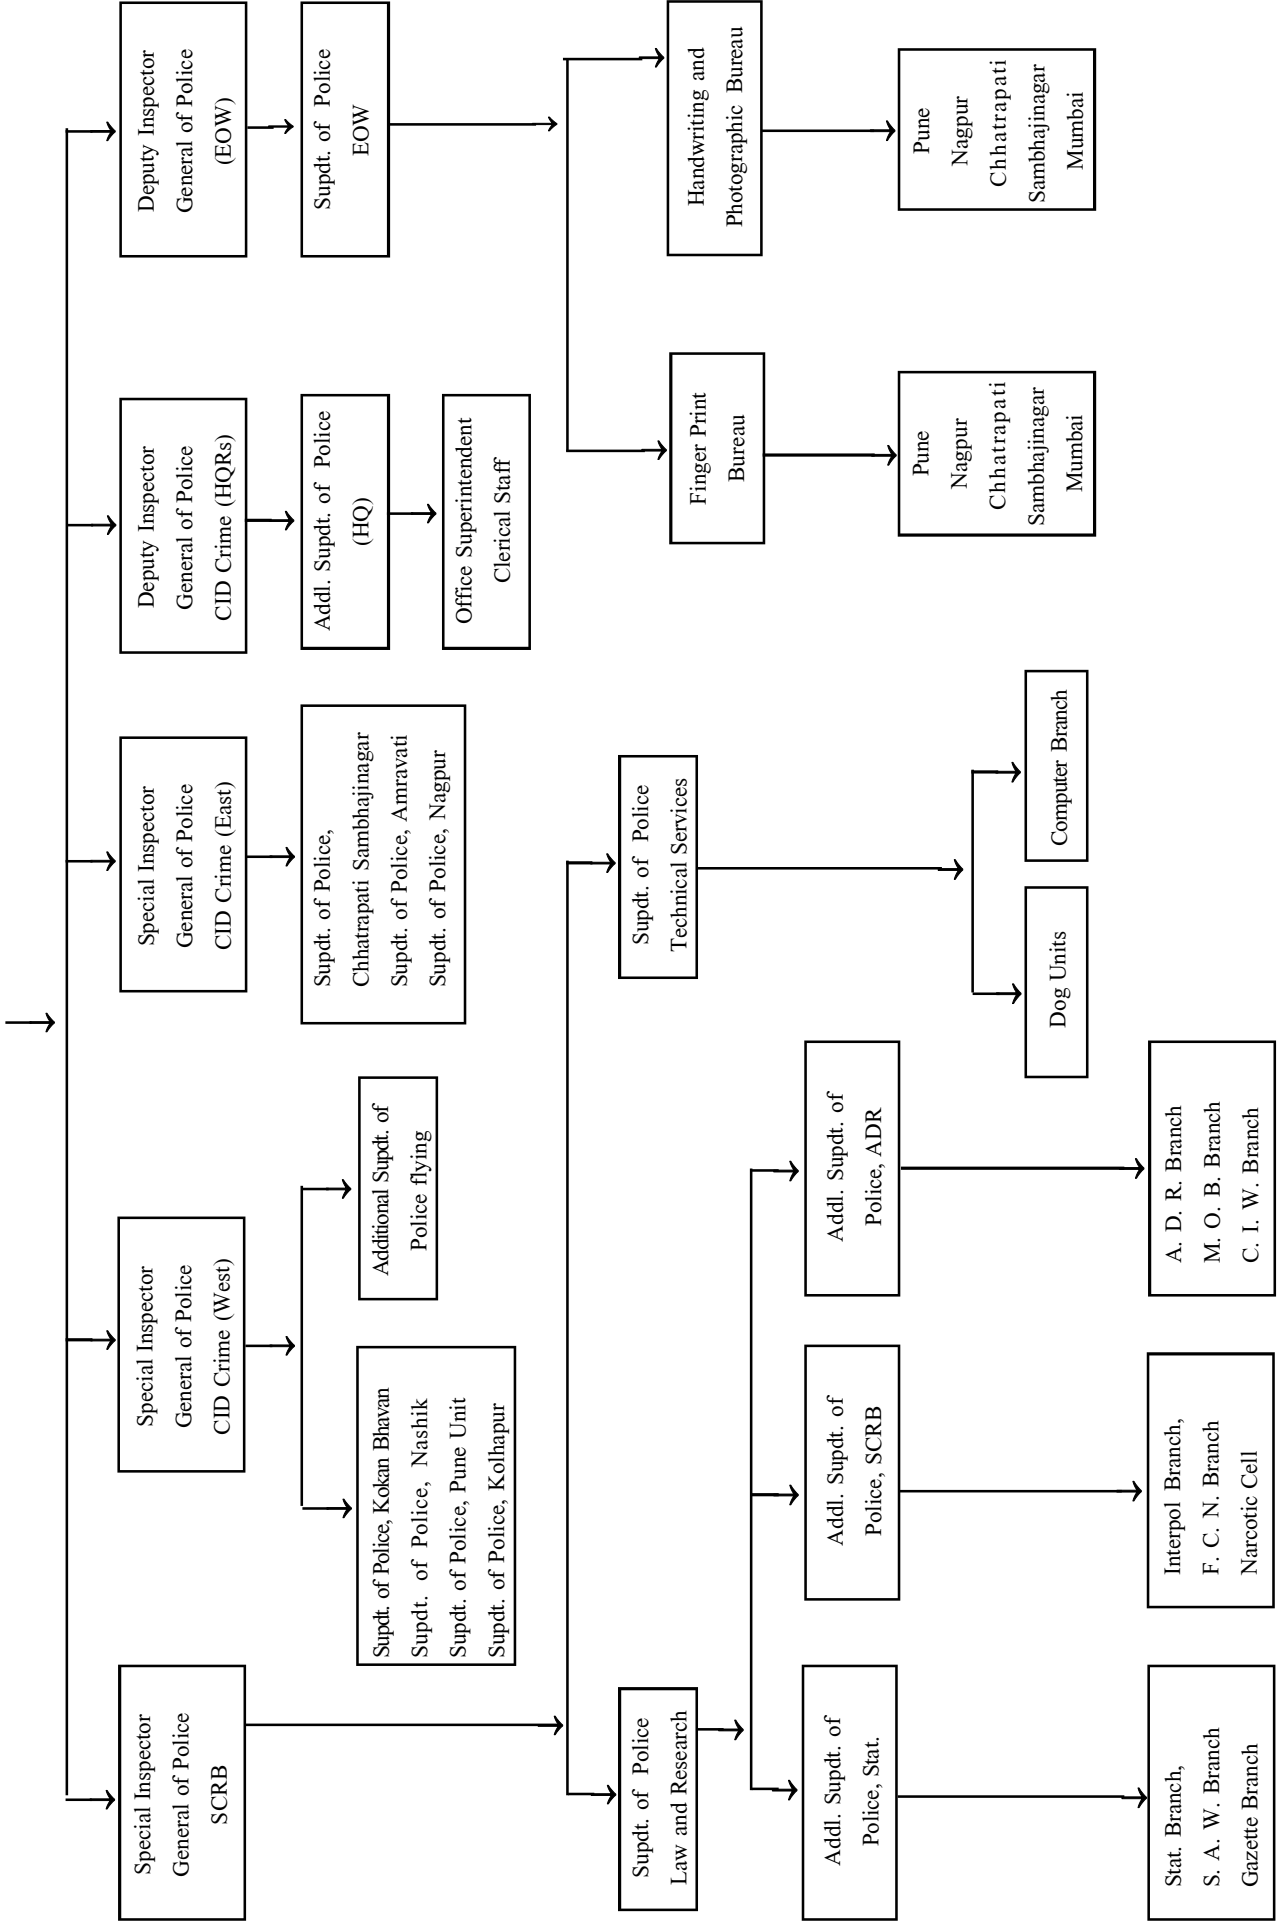 Special Inspector
General of Police
SCRB
Special Inspector
General of Police
CID Crime (West)
Special Inspector
General of Police
CID Crime (East)
Deputy Inspector
General of Police
CID Crime (HQRs)
Deputy Inspector
General of Police
(EOW)
Supdt. of Police, Kokan Bhavan
Supdt. of Police, Nashik
Supdt. of Police, Pune Unit
Supdt. of Police, Kolhapur
Additional Supdt. of
Police flying
Supdt. of Police,
Chhatrapati Sambhajinagar
Supdt. of Police, Amravati
Supdt. of Police, Nagpur
Addl. Supdt. of Police
(HQ)
Supdt. of Police
EOW
Office Superintendent
Clerical Staff
Supdt. of Police
Law and Research
Supdt. of Police
Technical Services
Finger Print
Bureau
Handwriting and
Photographic Bureau
Addl. Supdt. of
Police, Stat.
Addl. Supdt. of
Police, SCRB
Addl. Supdt. of
Police, ADR
Pune
Nagpur
Chhatrapati
Sambhajinagar
Mumbai
Pune
Nagpur
Chhatrapati
Sambhajinagar
Mumbai
Dog Units
Computer Branch
Stat. Branch,
S. A. W. Branch
Gazette Branch
Interpol Branch,
F. C. N. Branch
Narcotic Cell
A. D. R. Branch
M. O. B. Branch
C. I. W. Branch